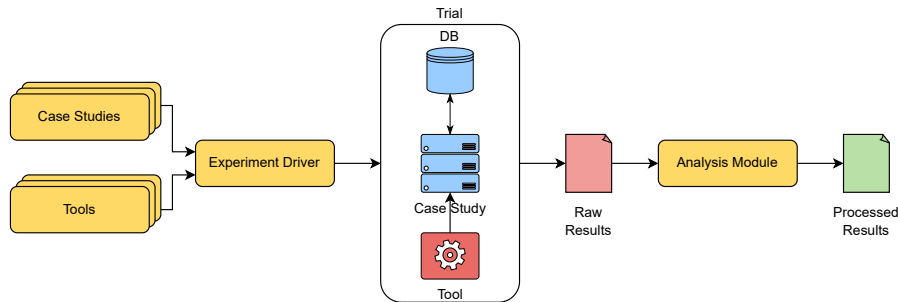 Trial
DB
Case Studies
Experiment Driver
Analysis Module
Tools
Case Study
Raw
Results
Processed
Results
Tool